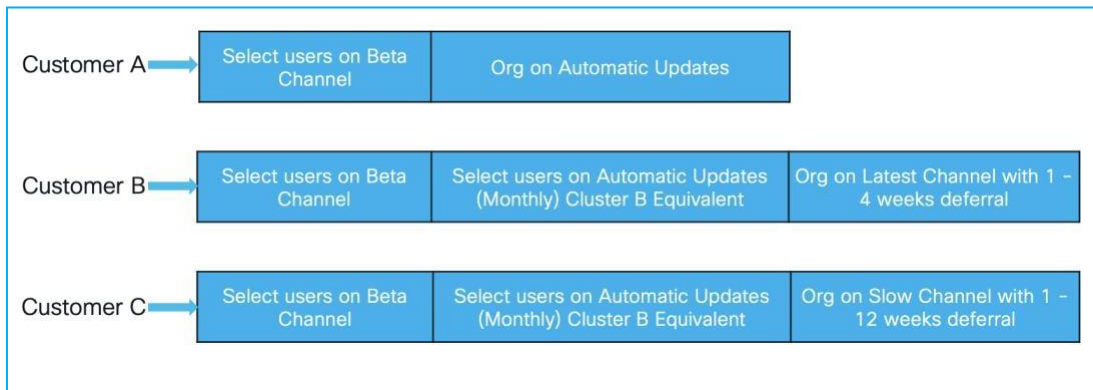 Customer A
Select users on Beta
Channel
Org on Automatic Updates
Customer B
Select users on Beta
Channel
Select users on Automatic Updates
(Monthly) Cluster B Equivalent
Org on Latest Channel with 1 –
4 weeks deferral
Customer C
Select users on Beta
Channel
Select users on Automatic Updates
(Monthly) Cluster B Equivalent
Org on Slow Channel with 1 –
12 weeks deferral